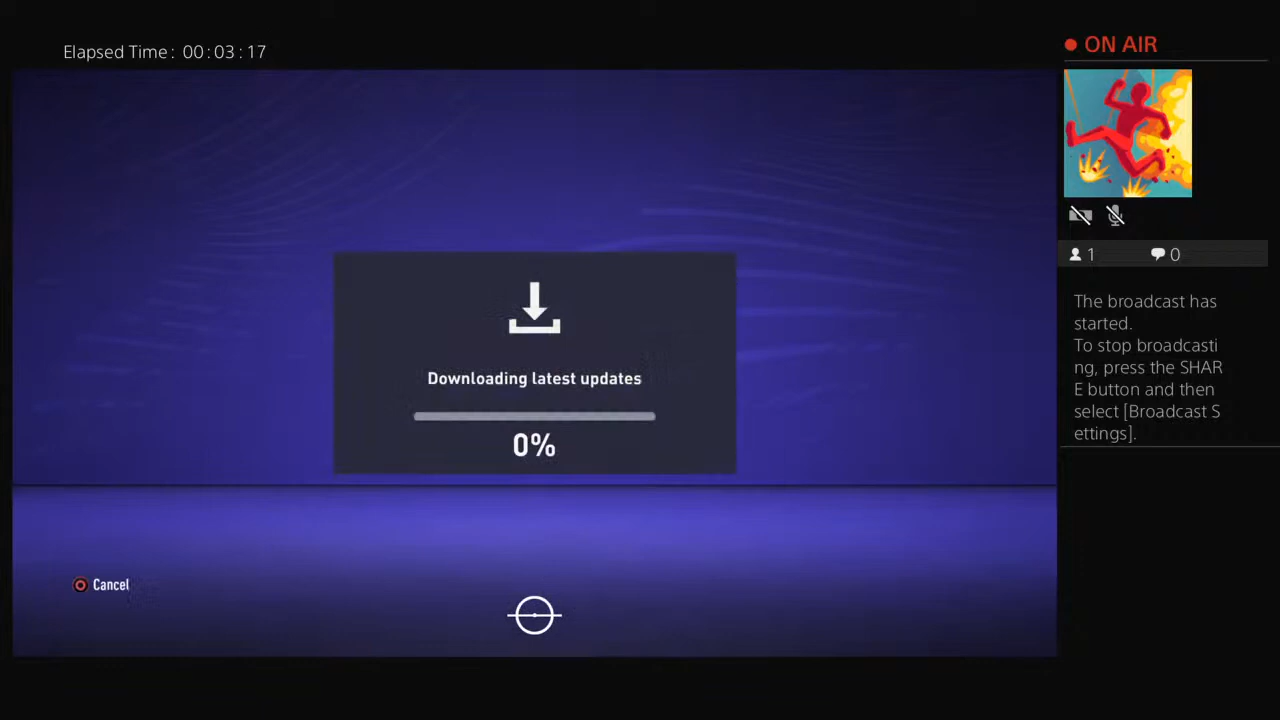 Elapsed Time: 00:03:17
ON AIR
1 0
The broadcast has
started.
To stop broadcasti
ng, press the SHAR
E button and then
select [Broadcast S
ettings].
Downloading latest updates
0%
Cancel